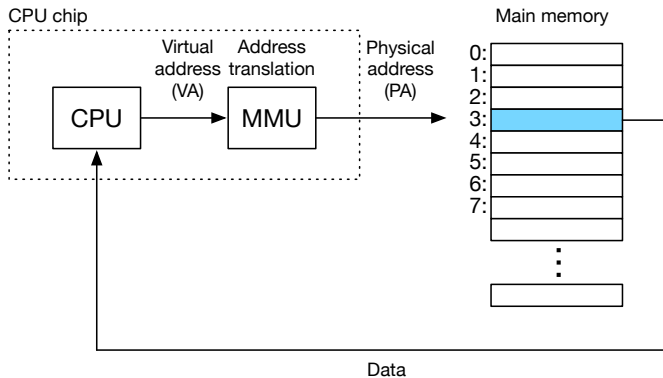 CPU chip
Main memory
Virtual
address
(VA)
Address
translation
Physical
address
(PA)
CPU
MMU
0:
1:
2:
3:
4:
5:
6:
7:
Data